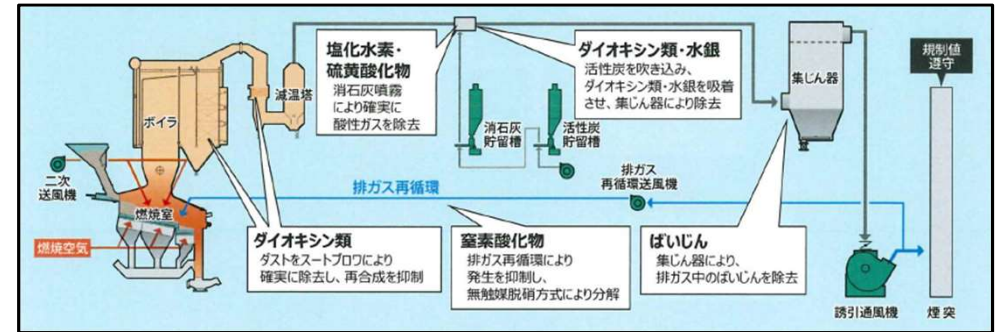 塩化水素・
硫黄酸化物
消石灰噴霧
により確実に
酸性ガスを除去
ダイオキシン類・水銀
活性炭を吹き込み、
ダイオキシン類・水銀を吸着
させ、集じん器により除去
集じん器
規制値
遵守
減温塔
ボイラ
消石灰
貯留槽
活性炭
貯留槽
二次
送風機
排ガス再循環
排ガス
再循環送風機
燃焼室
燃焼空気
ダイオキシン類
ダストをスートブロワにより
確実に除去し、再合成を抑制
窒素酸化物
排ガス再循環により
発生を抑制し、
無触媒脱硝方式により分解
ばいじん
集じん器により、
排ガス中のばいじんを除去
誘引通風機
煙突